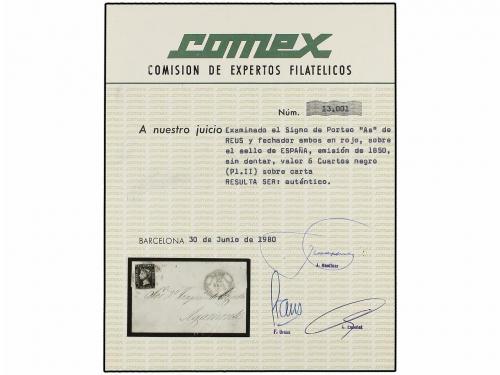 comex
COMISION DE EXPERTOS FILATELICOS
Núm. 13.001
A nuestro juicio Examinado el Signo de Porteo "As" de
REUS y fechador ambos en rojo, sobre
el sello de ESPAÑA, emisión de 1850,
sin dentar, valor 6 Cuartos negro
(Pl.II) sobre carta
RESULTA SER: auténtico.
BARCELONA 30 de Junio de 1980